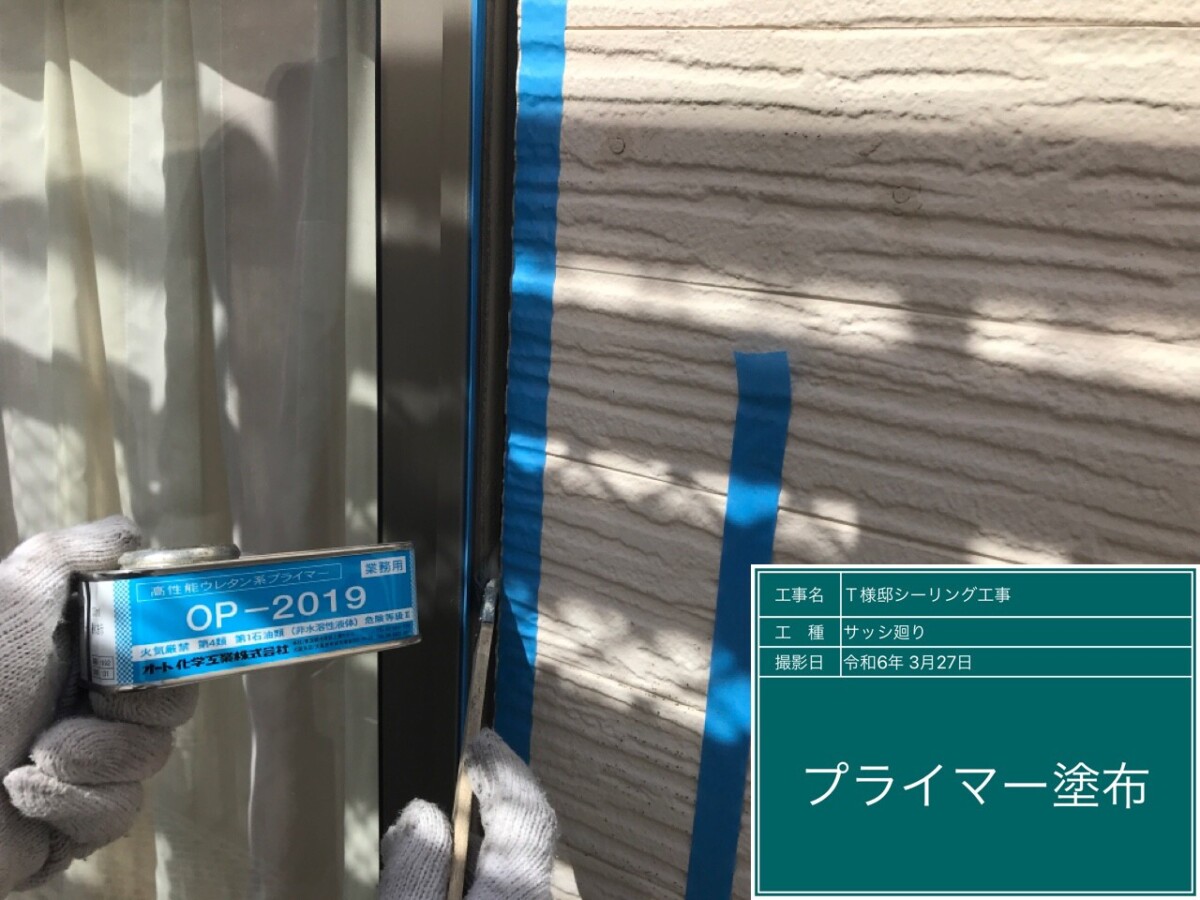 高性能ウレタン系プライマー
業務用
OP-2019
火気厳禁 第4類 第1石油類 (非水溶性液体) 危険等級Ⅱ
オート化学工業株式会社
工事名 T様邸シーリング工事
工 種 サッシ廻り
撮影日 令和6年 3月27日
プライマー塗布